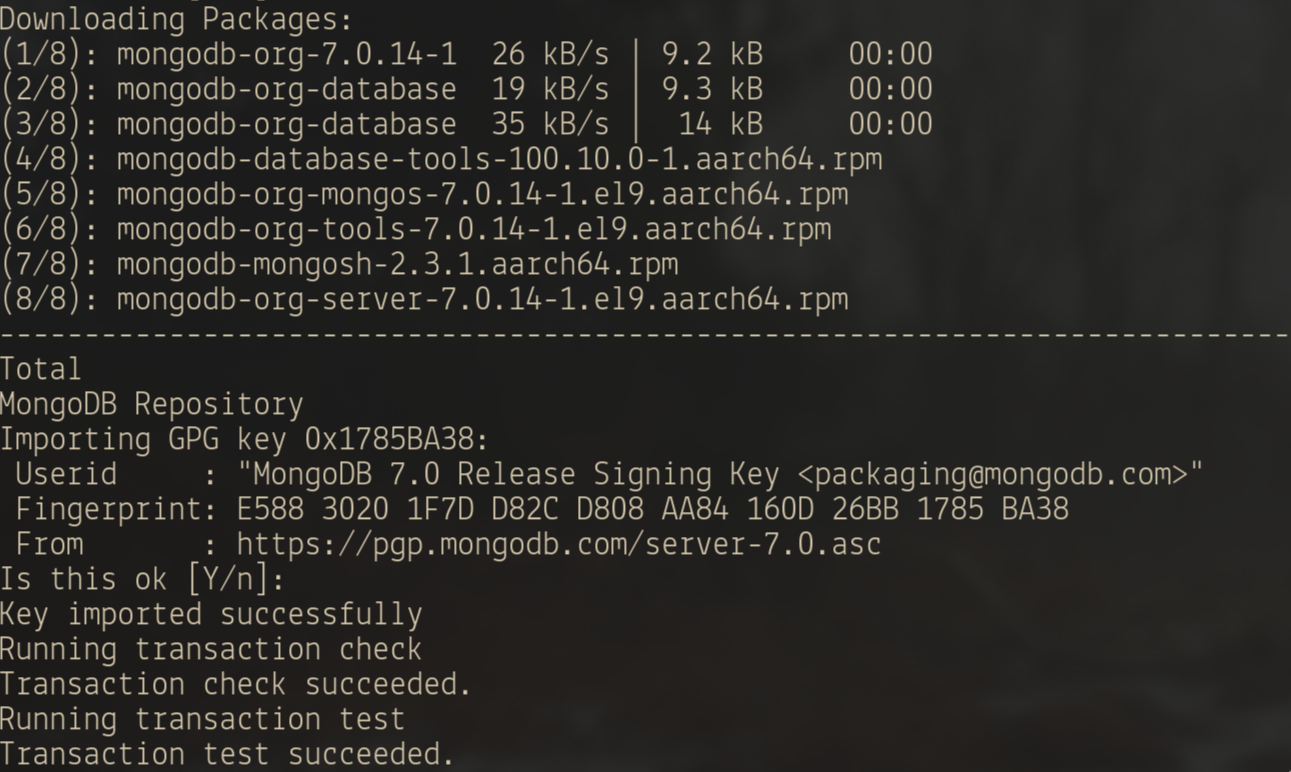 Downloading Packages:
(1/8): mongodb-org-7.0.14-1  26 kB/s | 9.2 kB     00:00
(2/8): mongodb-org-database  19 kB/s | 9.3 kB     00:00
(3/8): mongodb-org-database  35 kB/s |  14 kB     00:00
(4/8): mongodb-database-tools-100.10.0-1.aarch64.rpm
(5/8): mongodb-org-mongos-7.0.14-1.el9.aarch64.rpm
(6/8): mongodb-org-tools-7.0.14-1.el9.aarch64.rpm
(7/8): mongodb-mongosh-2.3.1.aarch64.rpm
(8/8): mongodb-org-server-7.0.14-1.el9.aarch64.rpm
--------------------------------------------------------------------------------
Total
MongoDB Repository
Importing GPG key 0x1785BA38:
 Userid     : "MongoDB 7.0 Release Signing Key <packaging@mongodb.com>"
 Fingerprint: E588 3020 1F7D D82C D808 AA84 160D 26BB 1785 BA38
 From       : https://pgp.mongodb.com/server-7.0.asc
Is this ok [Y/n]:
Key imported successfully
Running transaction check
Transaction check succeeded.
Running transaction test
Transaction test succeeded.